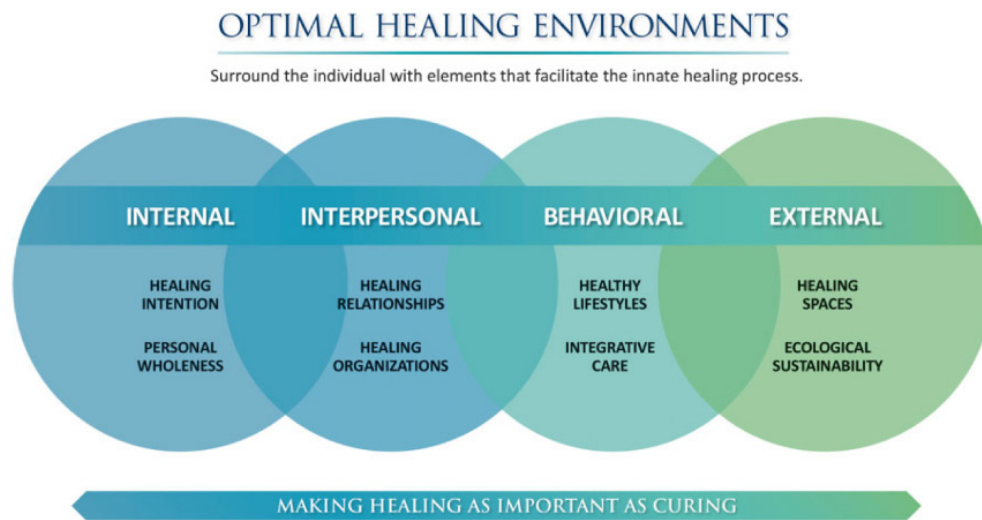 OPTIMAL HEALING ENVIRONMENTS
Surround the individual with elements that facilitate the innate healing process.
INTERNAL
HEALING
INTENTION
PERSONAL
WHOLENESS
INTERPERSONAL
HEALING
RELATIONSHIPS
HEALING
ORGANIZATIONS
BEHAVIORAL
HEALTHY
LIFESTYLES
INTEGRATIVE
CARE
EXTERNAL
HEALING
SPACES
ECOLOGICAL
SUSTAINABILITY
MAKING HEALING AS IMPORTANT AS CURING